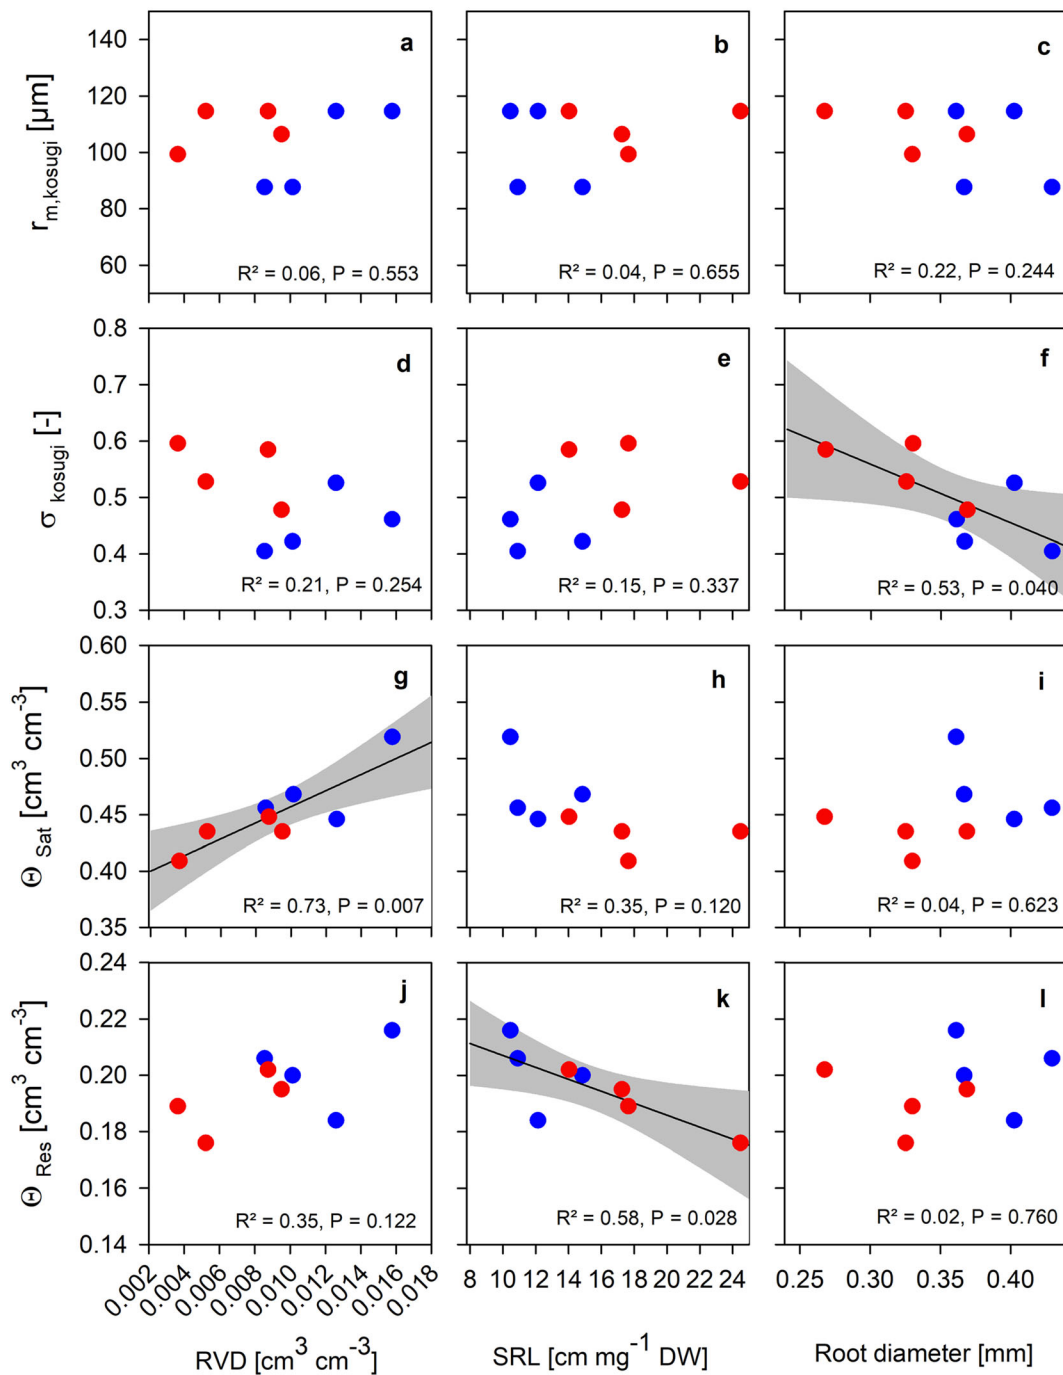 a
b
c
r m,kosugi [µm]
140
120
100
80
60
R² = 0.06, P = 0.553
R² = 0.04, P = 0.655
R² = 0.22, P = 0.244
d
e
f
σ kosugi [-]
0.8
0.7
0.6
0.5
0.4
0.3
R² = 0.21, P = 0.254
R² = 0.15, P = 0.337
R² = 0.53, P = 0.040
g
h
i
Θ Sat [cm³ cm⁻³]
0.60
0.55
0.50
0.45
0.40
0.35
R² = 0.73, P = 0.007
R² = 0.35, P = 0.120
R² = 0.04, P = 0.623
j
k
l
Θ Res [cm³ cm⁻³]
0.24
0.22
0.20
0.18
0.16
0.14
R² = 0.35, P = 0.122
R² = 0.58, P = 0.028
R² = 0.02, P = 0.760
0.002 0.004 0.006 0.008 0.010 0.012 0.014 0.016 0.018
8 10 12 14 16 18 20 22 24
0.25 0.30 0.35 0.40
RVD [cm³ cm⁻³]
SRL [cm mg⁻¹ DW]
Root diameter [mm]